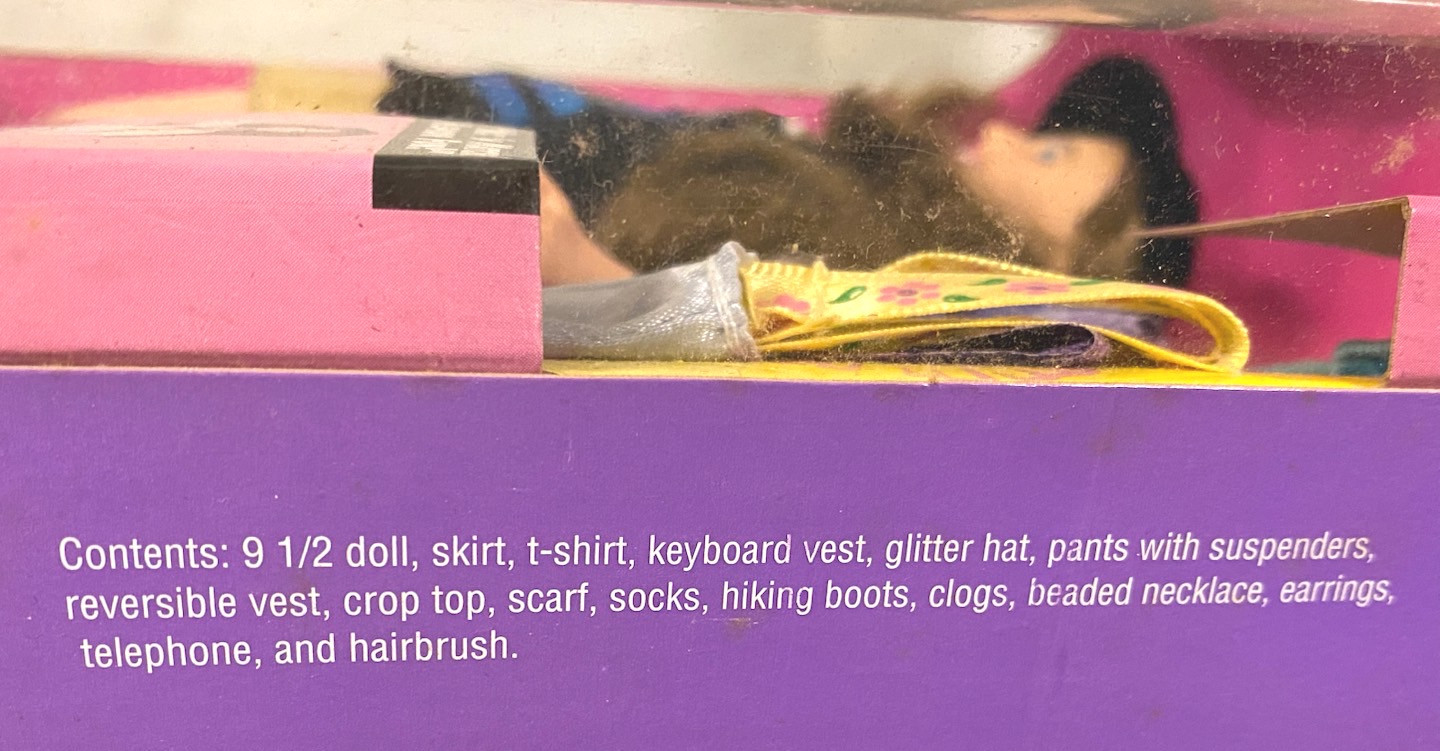 Contents: 9 1/2 doll, skirt, t-shirt, keyboard vest, glitter hat, pants with suspenders,
reversible vest, crop top, scarf, socks, hiking boots, clogs, beaded necklace, earrings,
telephone, and hairbrush.